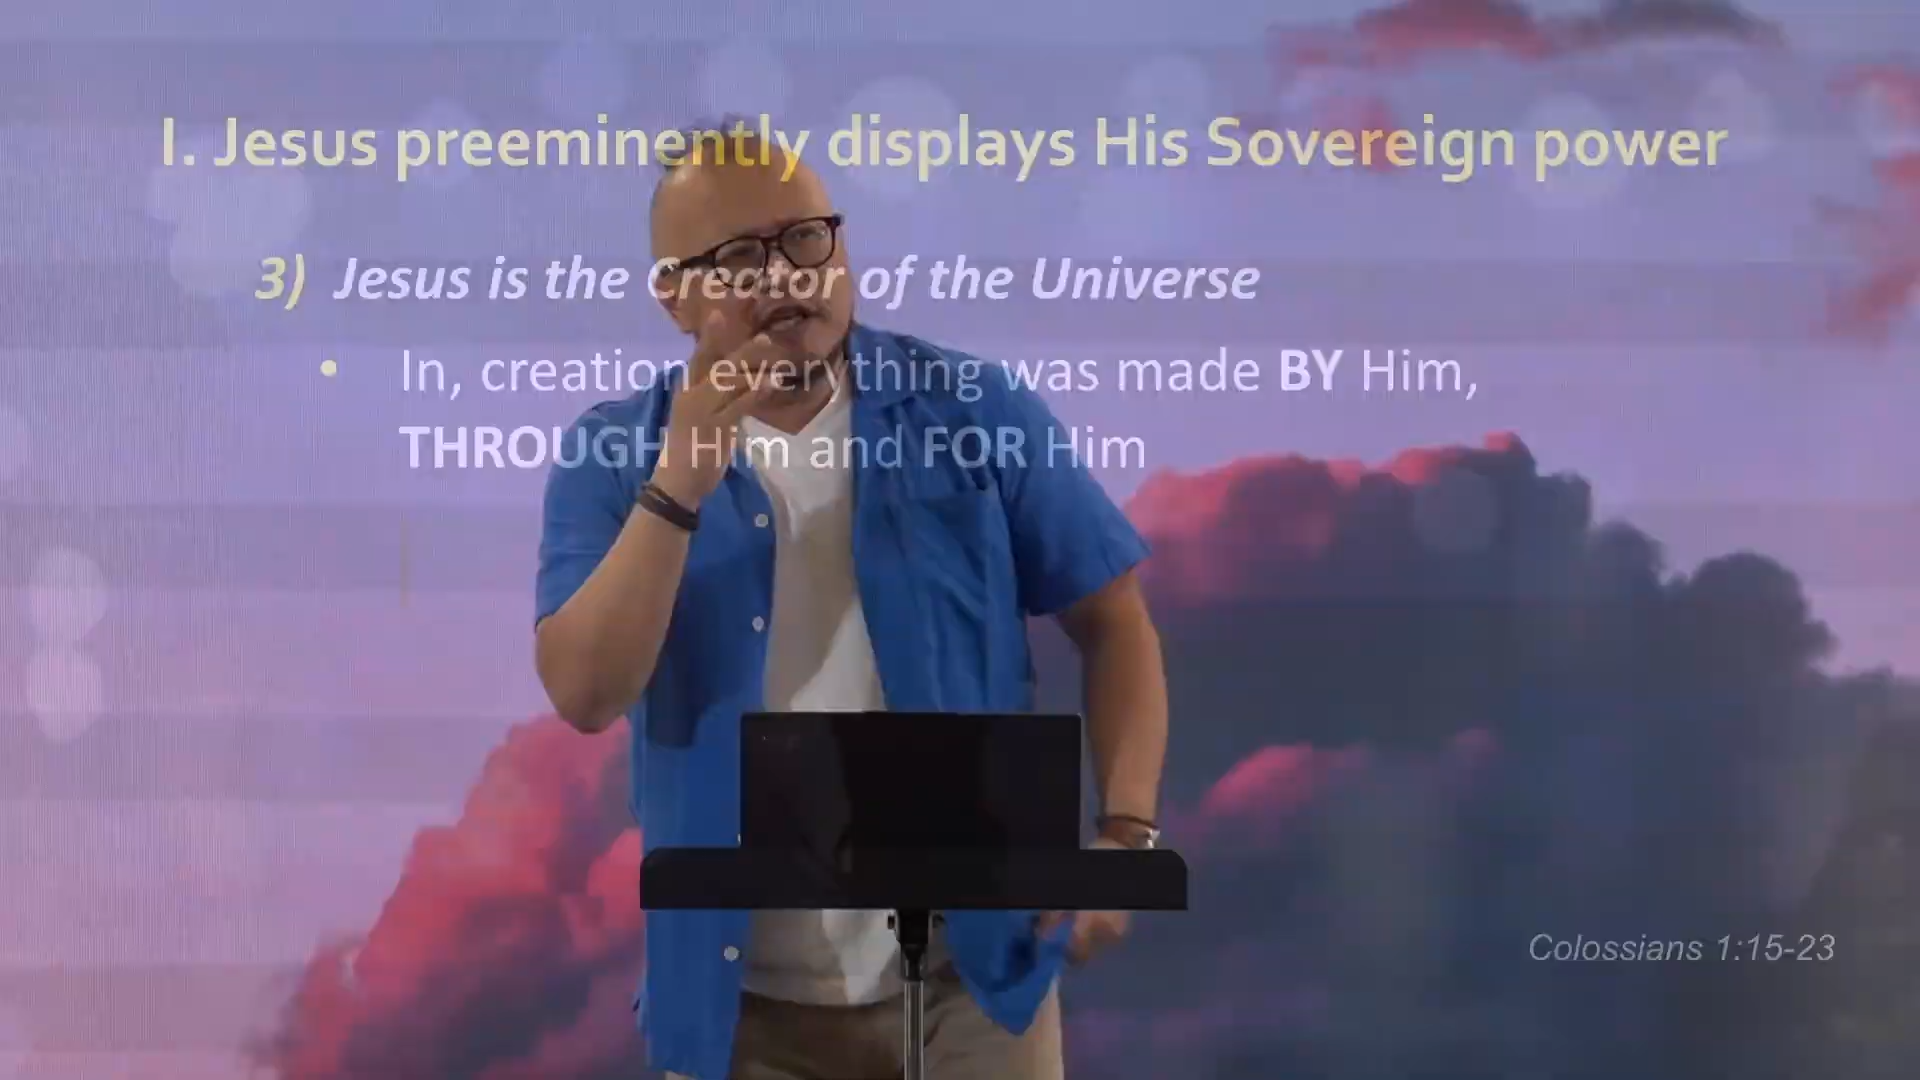 I. Jesus preeminently displays His Sovereign power
3) Jesus is the Creator of the Universe
• In, creation everything was made BY Him,
THROUGH Him and FOR Him
Colossians 1:15-23